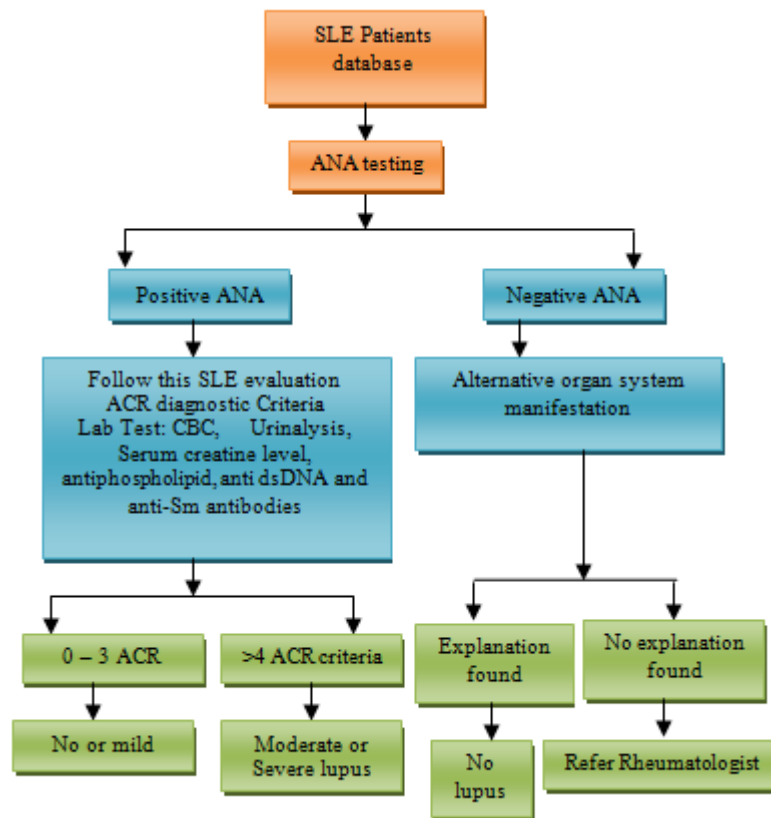 SLE Patients
database
ANA testing
Positive ANA
Negative ANA
Follow this SLE evaluation
ACR diagnostic Criteria
Lab Test: CBC, Urinalysis,
Serum creatine level,
antiphospholipid, anti dsDNA and
anti-Sm antibodies
Alternative organ system
manifestation
0 – 3 ACR
>4 ACR criteria
Explanation
found
No explanation
found
No or mild
Moderate or
Severe lupus
No
lupus
Refer Rheumatologist